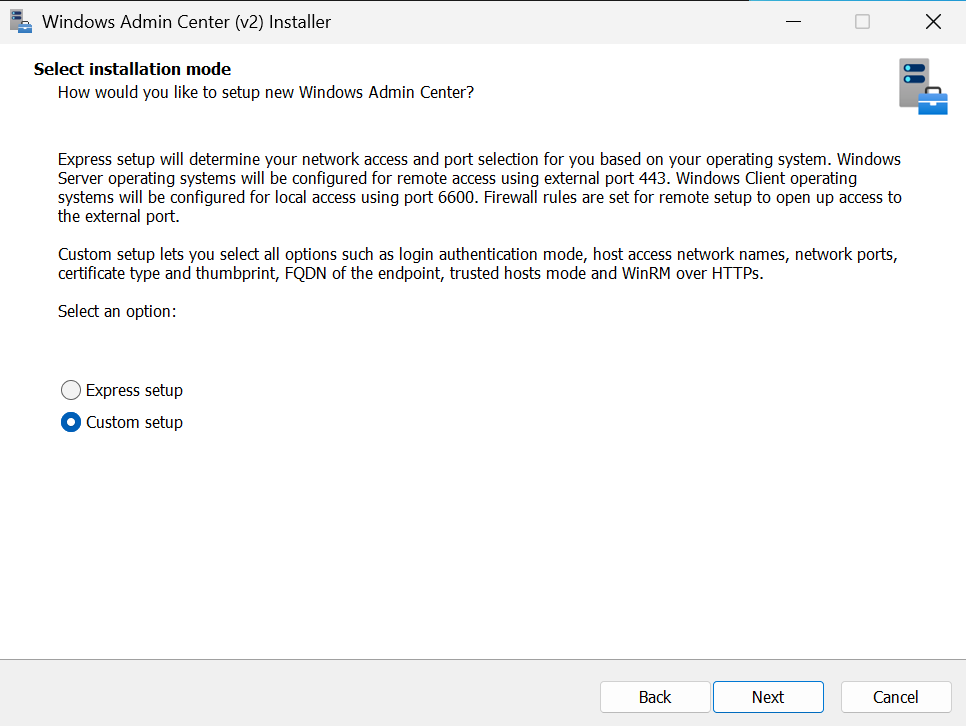 Windows Admin Center (v2) Installer
Select installation mode
How would you like to setup new Windows Admin Center?
Express setup will determine your network access and port selection for you based on your operating system. Windows
Server operating systems will be configured for remote access using external port 443. Windows Client operating
systems will be configured for local access using port 6600. Firewall rules are set for remote setup to open up access to
the external port.
Custom setup lets you select all options such as login authentication mode, host access network names, network ports,
certificate type and thumbprint, FQDN of the endpoint, trusted hosts mode and WinRM over HTTPs.
Select an option:
Express setup
Custom setup
Back Next Cancel